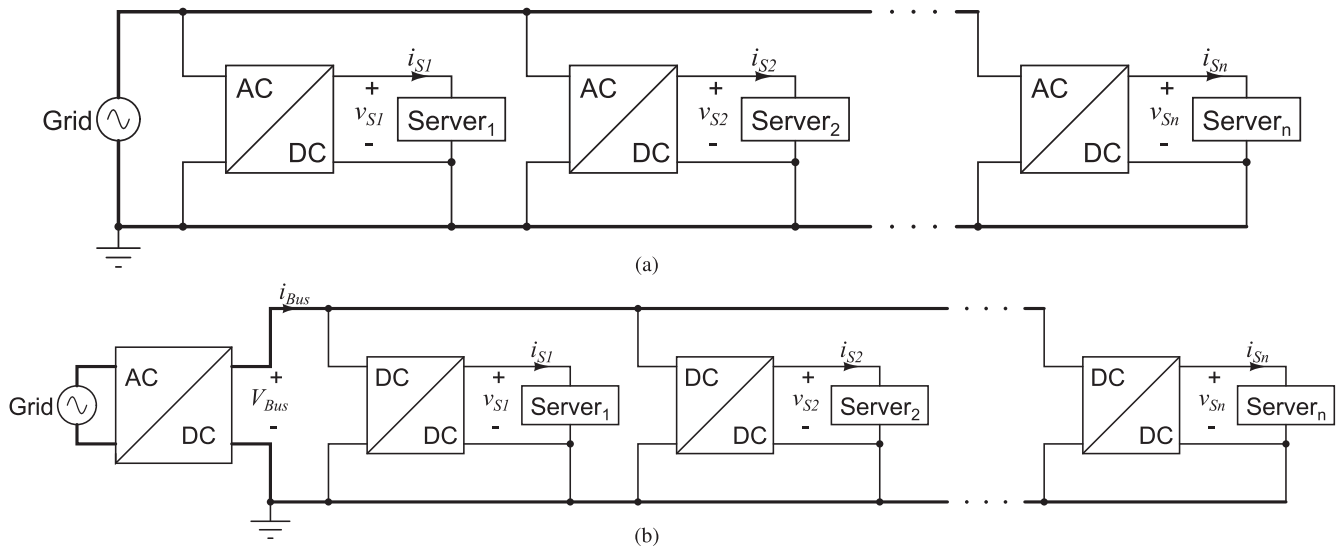 Grid
AC
DC
+
v_S1
-
i_S1
Server_1
AC
DC
+
v_S2
-
i_S2
Server_2
. . . .
. . . .
AC
DC
+
v_Sn
-
i_Sn
Server_n
(a)
Grid
AC
DC
+
V_Bus
-
i_Bus
DC
DC
+
v_S1
-
i_S1
Server_1
DC
DC
+
v_S2
-
i_S2
Server_2
. . . .
. . . .
DC
DC
+
v_Sn
-
i_Sn
Server_n
(b)